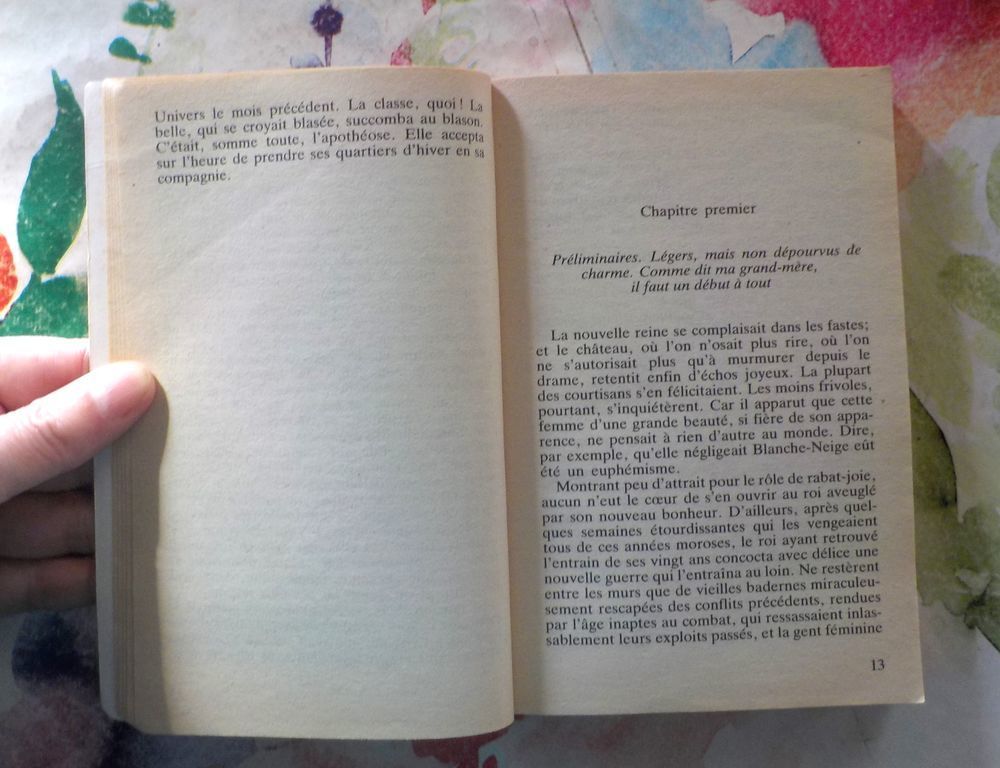 Univers le mois précédent. La classe, quoi! La
belle, qui se croyait blasée, succomba au blason.
C'était, somme toute, l'apothéose. Elle accepta
sur l'heure de prendre ses quartiers d'hiver en sa
compagnie.
Chapitre premier
Préliminaires. Légers, mais non dépourvus de
charme. Comme dit ma grand-mère,
il faut un début à tout
La nouvelle reine se complaisait dans les fastes;
et le château, où l'on n'osait plus rire, où l'on
ne s'autorisait plus qu'à murmurer depuis le
drame, retentit enfin d'échos joyeux. La plupart
des courtisans s'en félicitaient. Les moins frivoles,
pourtant, s'inquiétèrent. Car il apparut que cette
femme d'une grande beauté, si fière de son appa-
rence, ne pensait à rien d'autre au monde. Dire,
par exemple, qu'elle négligeait Blanche-Neige eût
été un euphémisme.
Montrant peu d'attrait pour le rôle de rabat-joie,
aucun n'eut le cœur de s'en ouvrir au roi aveuglé
par son nouveau bonheur. D'ailleurs, après quel-
ques semaines étourdissantes qui les vengeaient
tous de ces années moroses, le roi ayant retrouvé
l'entrain de ses vingt ans concocta avec délice une
nouvelle guerre qui l'entraîna au loin. Ne restèrent
entre les murs que de vieilles badernes miraculeu-
sement rescapées des conflits précédents, rendues
par l'âge inaptes au combat, qui ressassaient inlas-
sablement leurs exploits passés, et la gent féminine
13